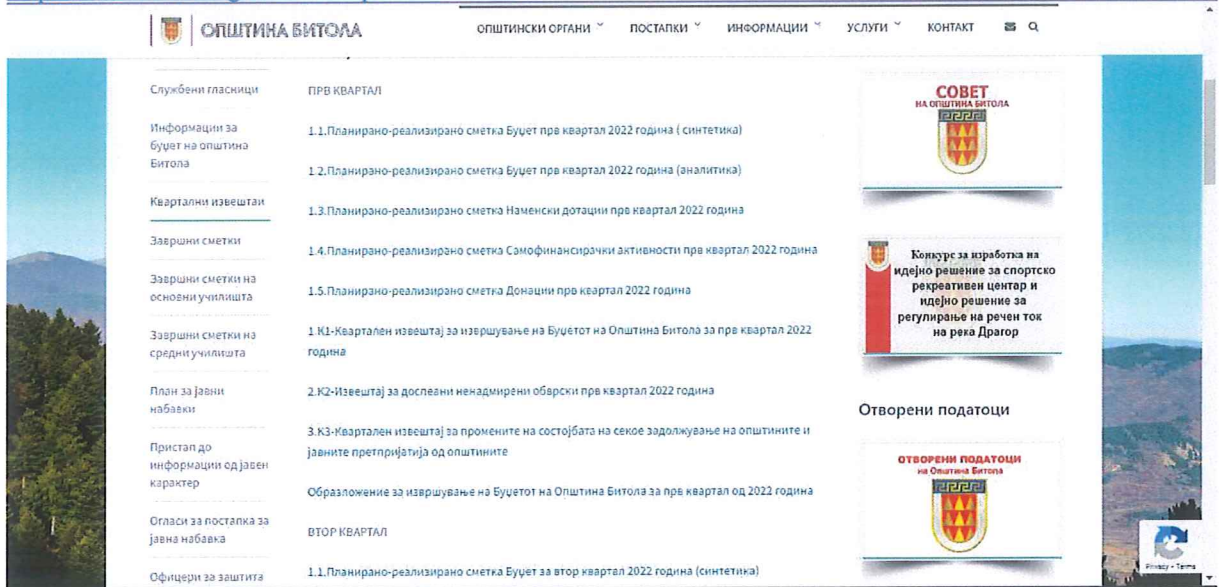 ОПШТИНА БИТОЛА
ОПШТИНСКИ ОРГАНИ
ПОСТАПКИ
ИНФОРМАЦИИ
УСЛУГИ
КОНТАКТ
Службени гласници
Информации за
буџет на општина
Битола
Квартални извештаи
Завршни сметки
Завршни сметки на
основни училишта
Завршни сметки на
средни училишта
План за јавни
набавки
Пристап до
информации од јавен
карактер
Огласи за постапка за
јавна набавка
Офицери за заштита
ПРВ КВАРТАЛ
1.1.Планирано-реализирано сметка Буџет прв квартал 2022 година ( синтетика)
1.2.Планирано-реализирано сметка Буџет прв квартал 2022 година (аналитика)
1.3.Планирано-реализирано сметка Наменски дотации прв квартал 2022 година
1.4.Планирано-реализирано сметка Самофинансирачки активности прв квартал 2022 година
1.5.Планирано-реализирано сметка Донации прв квартал 2022 година
1.К1-Квартален извештај за извршување на Буџетот на Општина Битола за прв квартал 2022
година
2.К2-Извештај за доспеани ненадмирени обврски прв квартал 2022 година
3.К3-Квартален извештај за промените на состојбата на секое задолжување на општините и
јавните претпријатија од општините
Образложение за извршување на Буџетот на Општина Битола за прв квартал од 2022 година
ВТОР КВАРТАЛ
1.1.Планирано-реализирано сметка Буџет за втор квартал 2022 година (синтетика)
СОВЕТ
НА ОПШТИНА БИТОЛА
Конкурс за изработка на
идејно решение за спортско
рекреативен центар и
идејно решение за
регулирање на речен ток
на река Драгор
Отворени податоци
ОТВОРЕНИ ПОДАТОЦИ
на Општина Битола
Privacy - Terms